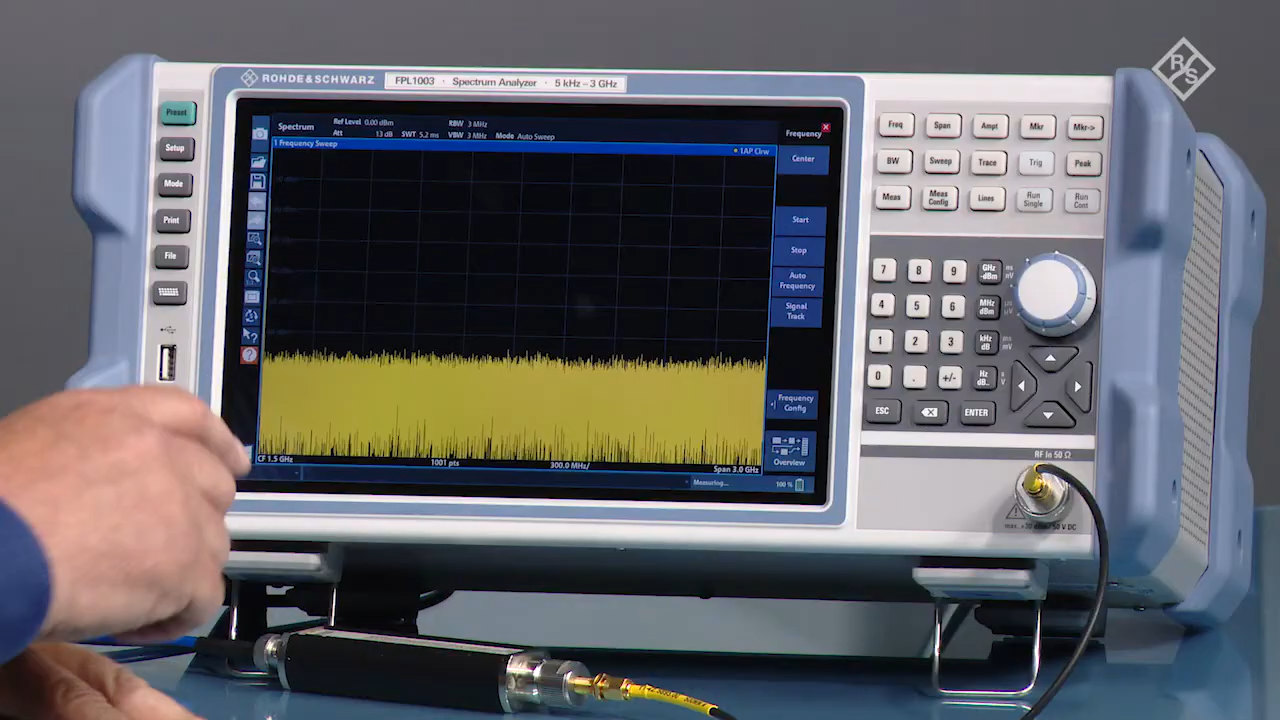 R&S
ROHDE & SCHWARZ
FPL1003 · Spectrum Analyzer · 5 kHz – 3 GHz
Preset
Setup
Mode
Print
File
Spectrum
Ref Level 0.00 dBm
RBW 3 MHz
Att 13 dB SWT 5.2 ms VBW 3 MHz Mode Auto Sweep
1 Frequency Sweep
1AP Clrw
CF 1.5 GHz
1001 pts
300.0 MHz/
Span 3.0 GHz
Measuring...
100 %
Frequency
Center
Start
Stop
Auto
Frequency
Signal
Track
Frequency
Config
Overview
Freq Span Ampt Mkr Mkr->
BW Sweep Trace Trig Peak
Meas Meas Config Lines Run Single Run Cont
7 8 9 GHz -dBm
4 5 6 MHz dBm
1 2 3 kHz dB
0 . +/- Hz dB..
ESC ENTER
RF In 50 Ω